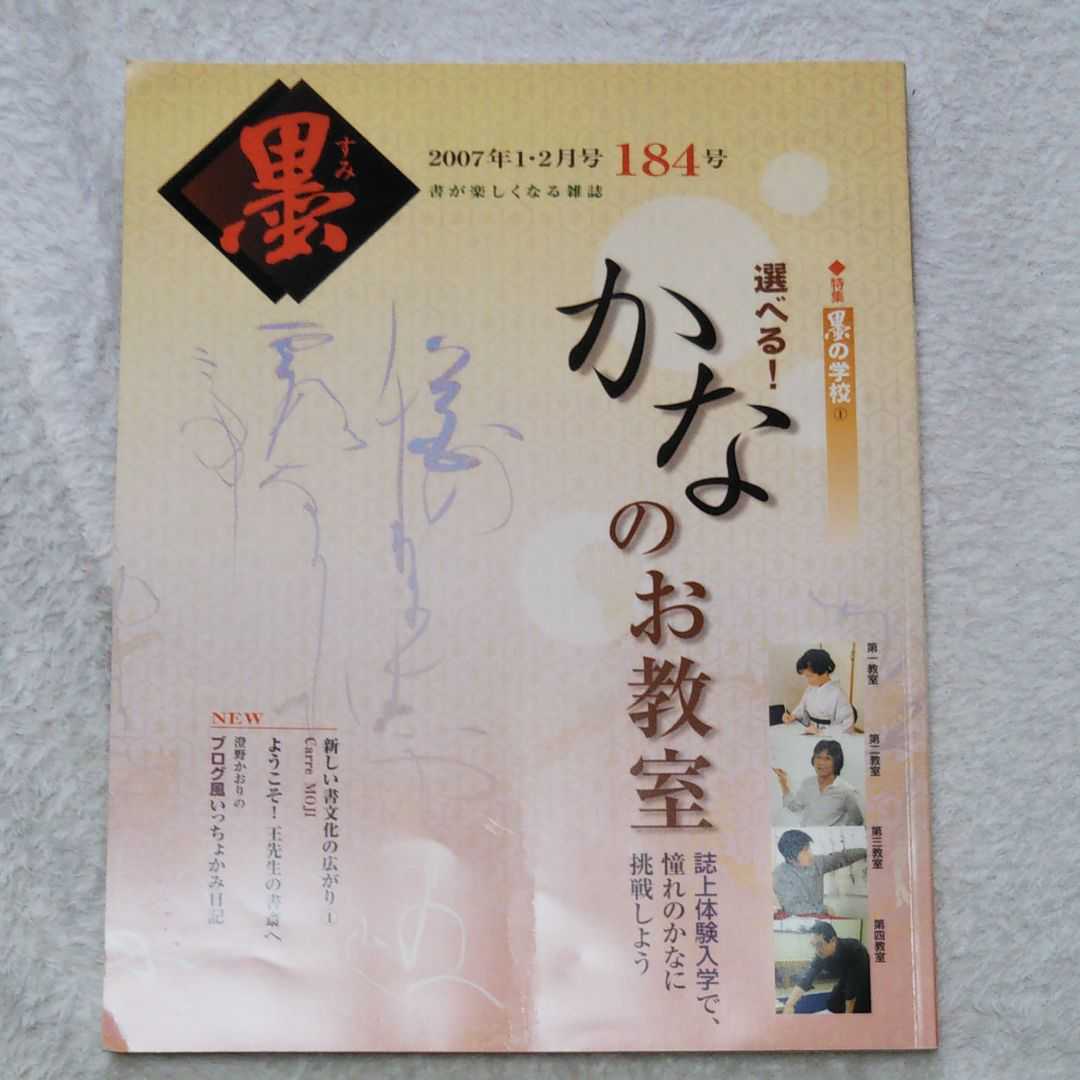 墨
すみ
2007年1・2月号 184号
書が楽しくなる雑誌
◆特集 墨の学校①
選べる!
かな
のお教室
誌上体験入学で、
憧れのかなに
挑戦しよう
第一教室
第二教室
第三教室
第四教室
NEW
新しい書文化の広がり①
Carre MOJI
ようこそ!王先生の書斎へ
澄野かおりの
ブログ風いっちょかみ日記